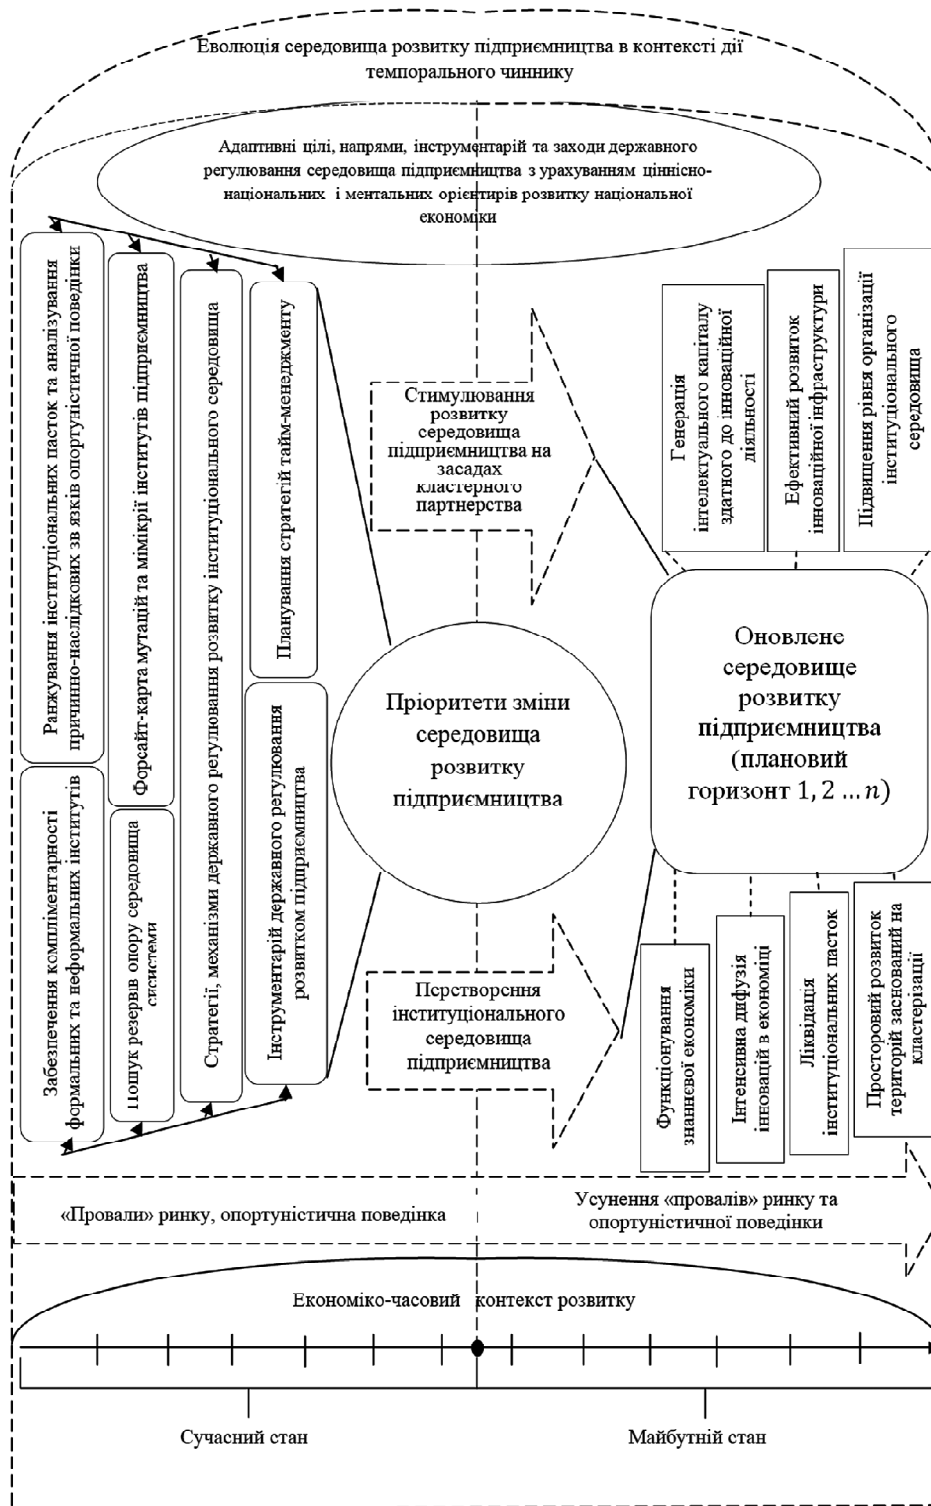 Еволюція середовища розвитку підприємництва в контексті дії
темпорального чиннику
Адаптивні цілі, напрями, інструментарій та заходи державного
регулювання середовища підприємництва з урахуванням ціннісно-
національних і ментальних орієнтирів розвитку національної
економіки
Ранжування інституціональних пасток та аналізування
причинно-наслідкових зв язків опортуністичної поведінки
Форсайт-карта мутацій та мімікрії інститутів підприємництва
Стратегії, механізми державного регулювання розвитку інституціонального середовища
Планування стратегій тайм-менеджменту
Забезпечення компліментарності
формальних та неформальних інститутів
Пошук резервів опору середовища
сисистеми
Інструментарій державного регулювання
розвитком підприємництва
Стимулювання
розвитку
середовища
підприємництва на
засадах
кластерного
партнерства
Пріоритети зміни
середовища
розвитку
підприємництва
Перетворення
інституціонального
середовища
підприємництва
Генерація
інтелектуального капіталу
здатного до інноваційної
діяльності
Ефективний розвиток
інноваційної інфраструктури
Підвищення рівня організації
інституціонального
середовища
Оновлене
середовище
розвитку
підприємництва
(плановий
горизонт 1, 2 … n)
Функціонування
знаннєвої економіки
Інтенсивна дифузія
інновацій в економіці
Ліквідація
інституціональних пасток
Просторовий розвиток
територій заснований на
кластерізації
«Провали» ринку, опортуністична поведінка
Усунення «провалів» ринку та
опортуністичної поведінки
Економіко-часовий контекст розвитку
Сучасний стан
Майбутній стан